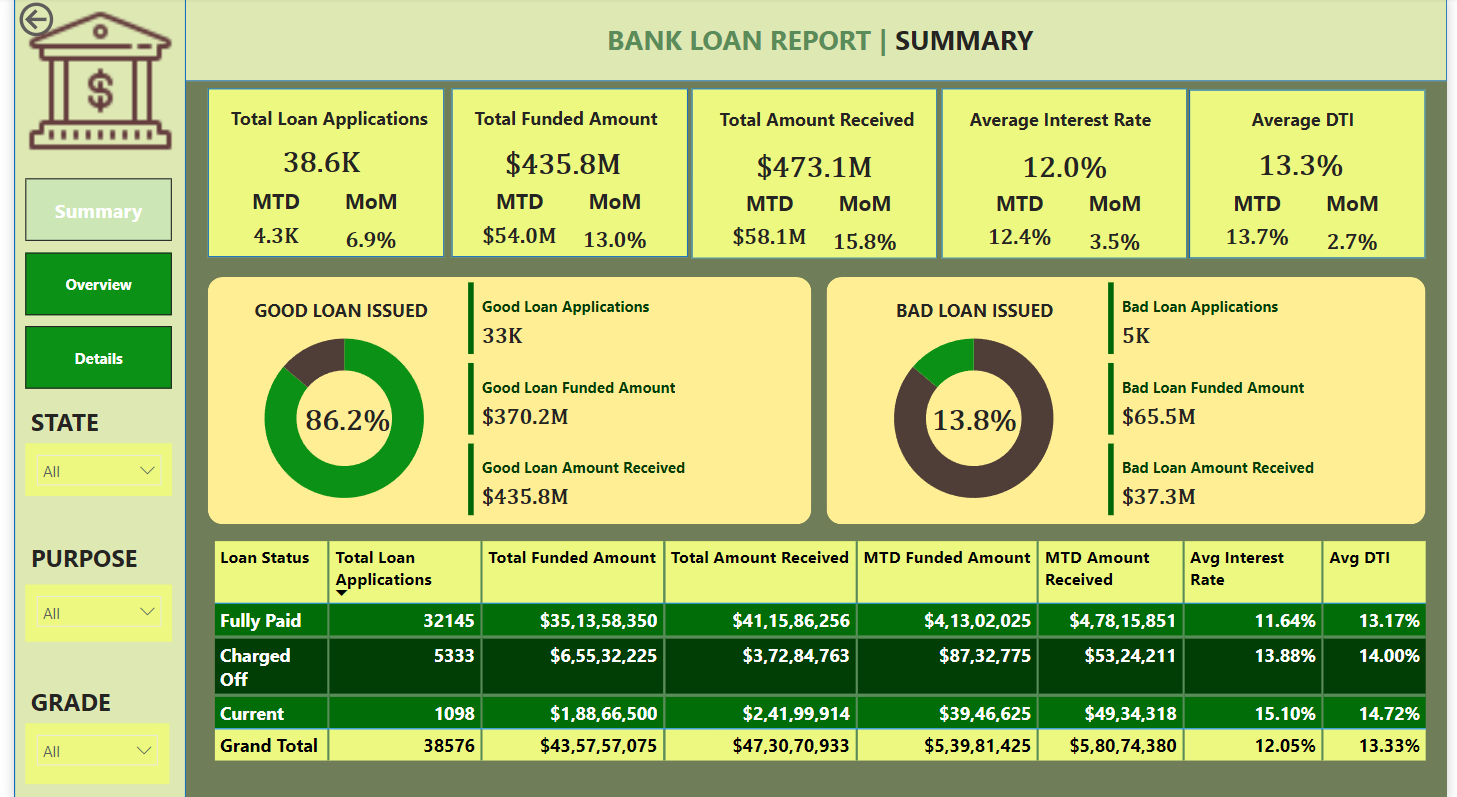 BANK LOAN REPORT | SUMMARY
$
Summary
Overview
Details
STATE
All
PURPOSE
All
GRADE
All
Total Loan Applications
38.6K
MTD MoM
4.3K 6.9%
Total Funded Amount
$435.8M
MTD MoM
$54.0M 13.0%
Total Amount Received
$473.1M
MTD MoM
$58.1M 15.8%
Average Interest Rate
12.0%
MTD MoM
12.4% 3.5%
Average DTI
13.3%
MTD MoM
13.7% 2.7%
GOOD LOAN ISSUED
86.2%
Good Loan Applications
33K
Good Loan Funded Amount
$370.2M
Good Loan Amount Received
$435.8M
BAD LOAN ISSUED
13.8%
Bad Loan Applications
5K
Bad Loan Funded Amount
$65.5M
Bad Loan Amount Received
$37.3M
Loan Status Total Loan Applications Total Funded Amount Total Amount Received MTD Funded Amount MTD Amount Received Avg Interest Rate Avg DTI
Fully Paid 32145 $35,13,58,350 $41,15,86,256 $4,13,02,025 $4,78,15,851 11.64% 13.17%
Charged Off 5333 $6,55,32,225 $3,72,84,763 $87,32,775 $53,24,211 13.88% 14.00%
Current 1098 $1,88,66,500 $2,41,99,914 $39,46,625 $49,34,318 15.10% 14.72%
Grand Total 38576 $43,57,57,075 $47,30,70,933 $5,39,81,425 $5,80,74,380 12.05% 13.33%